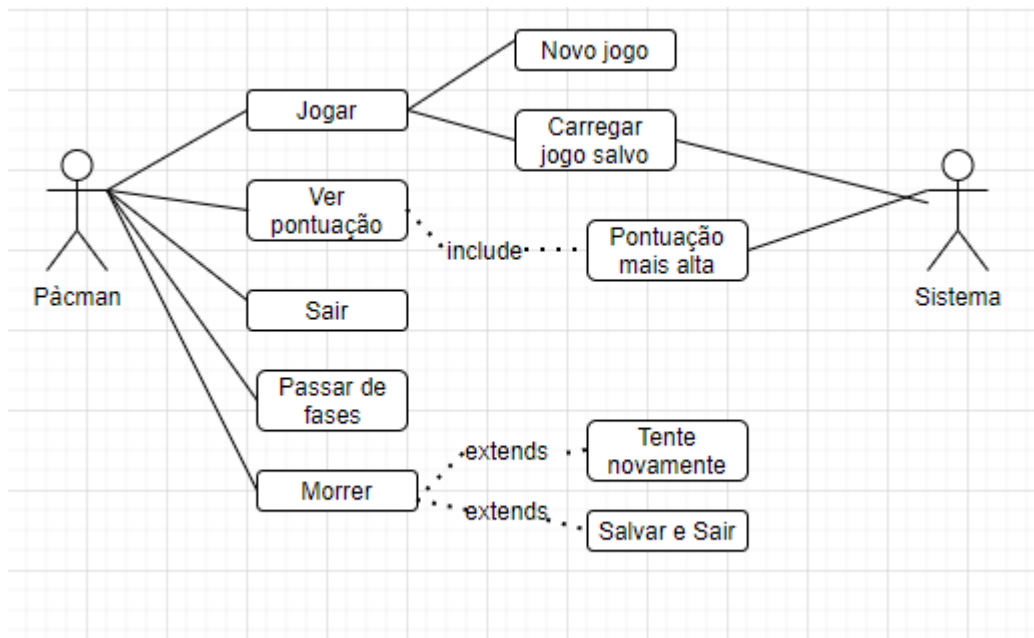 Novo jogo
Jogar
Carregar
jogo salvo
Ver
pontuação
include
Pontuação
mais alta
Pàcman
Sistema
Sair
Passar de
fases
extends
Tente
novamente
Morrer
extends
Salvar e Sair